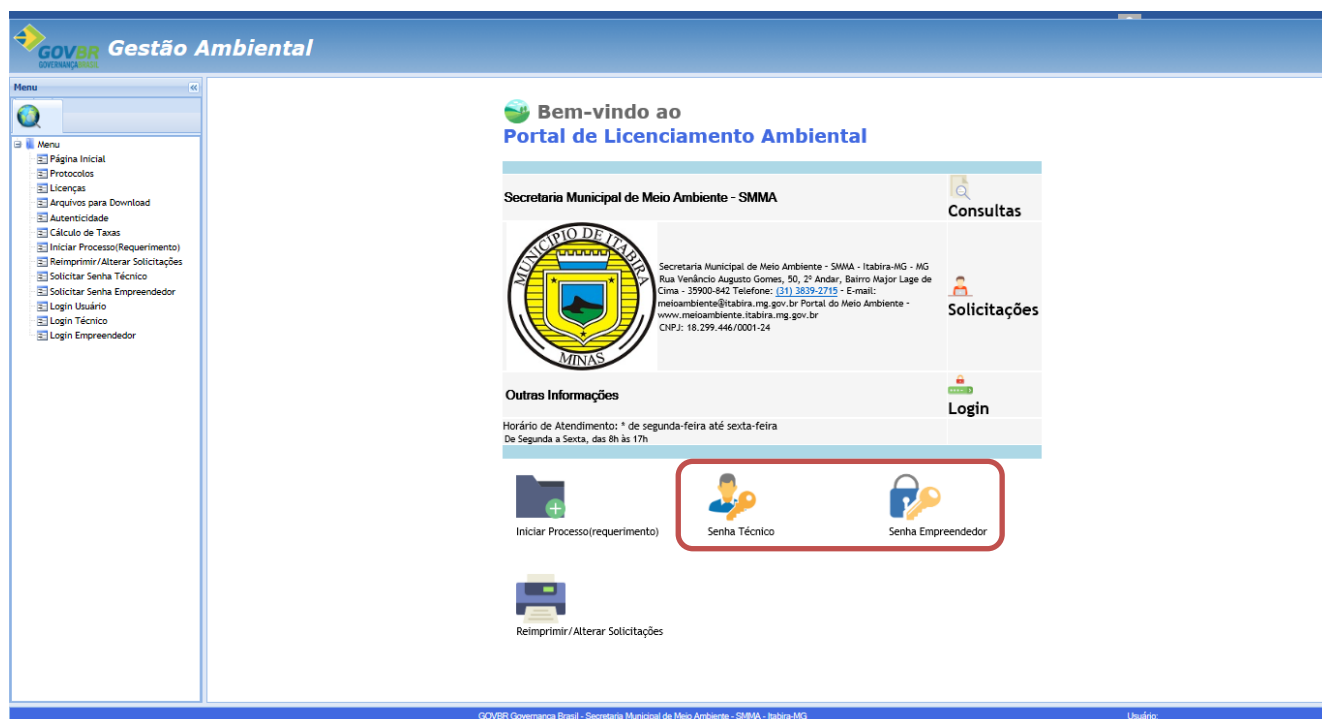 GOVBR Gestão Ambiental
GOVERNANÇABRASIL
Menu
Menu
Página Inicial
Protocolos
Licenças
Arquivos para Download
Autenticidade
Cálculo de Taxas
Iniciar Processo(Requerimento)
Reimprimir/Alterar Solicitações
Solicitar Senha Técnico
Solicitar Senha Empreendedor
Login Usuário
Login Técnico
Login Empreendedor
Bem-vindo ao
Portal de Licenciamento Ambiental
Secretaria Municipal de Meio Ambiente - SMMA
Consultas
MUNICÍPIO DE ITABIRA
MINAS
Secretaria Municipal de Meio Ambiente - SMMA - Itabira-MG - MG
Rua Venâncio Augusto Gomes, 50, 2º Andar, Bairro Major Lage de
Cima - 35900-842 Telefone: (31) 3839-2715 - E-mail:
meioambiente@itabira.mg.gov.br Portal do Meio Ambiente -
www.meioambiente.itabira.mg.gov.br
CNPJ: 18.299.446/0001-24
Solicitações
Outras Informações
Login
Horário de Atendimento: * de segunda-feira até sexta-feira
De Segunda a Sexta, das 8h às 17h
Iniciar Processo(requerimento)
Senha Técnico
Senha Empreendedor
Reimprimir/Alterar Solicitações
GOVBR Governança Brasil - Secretaria Municipal de Meio Ambiente - SMMA - Itabira-MG
Usuário: